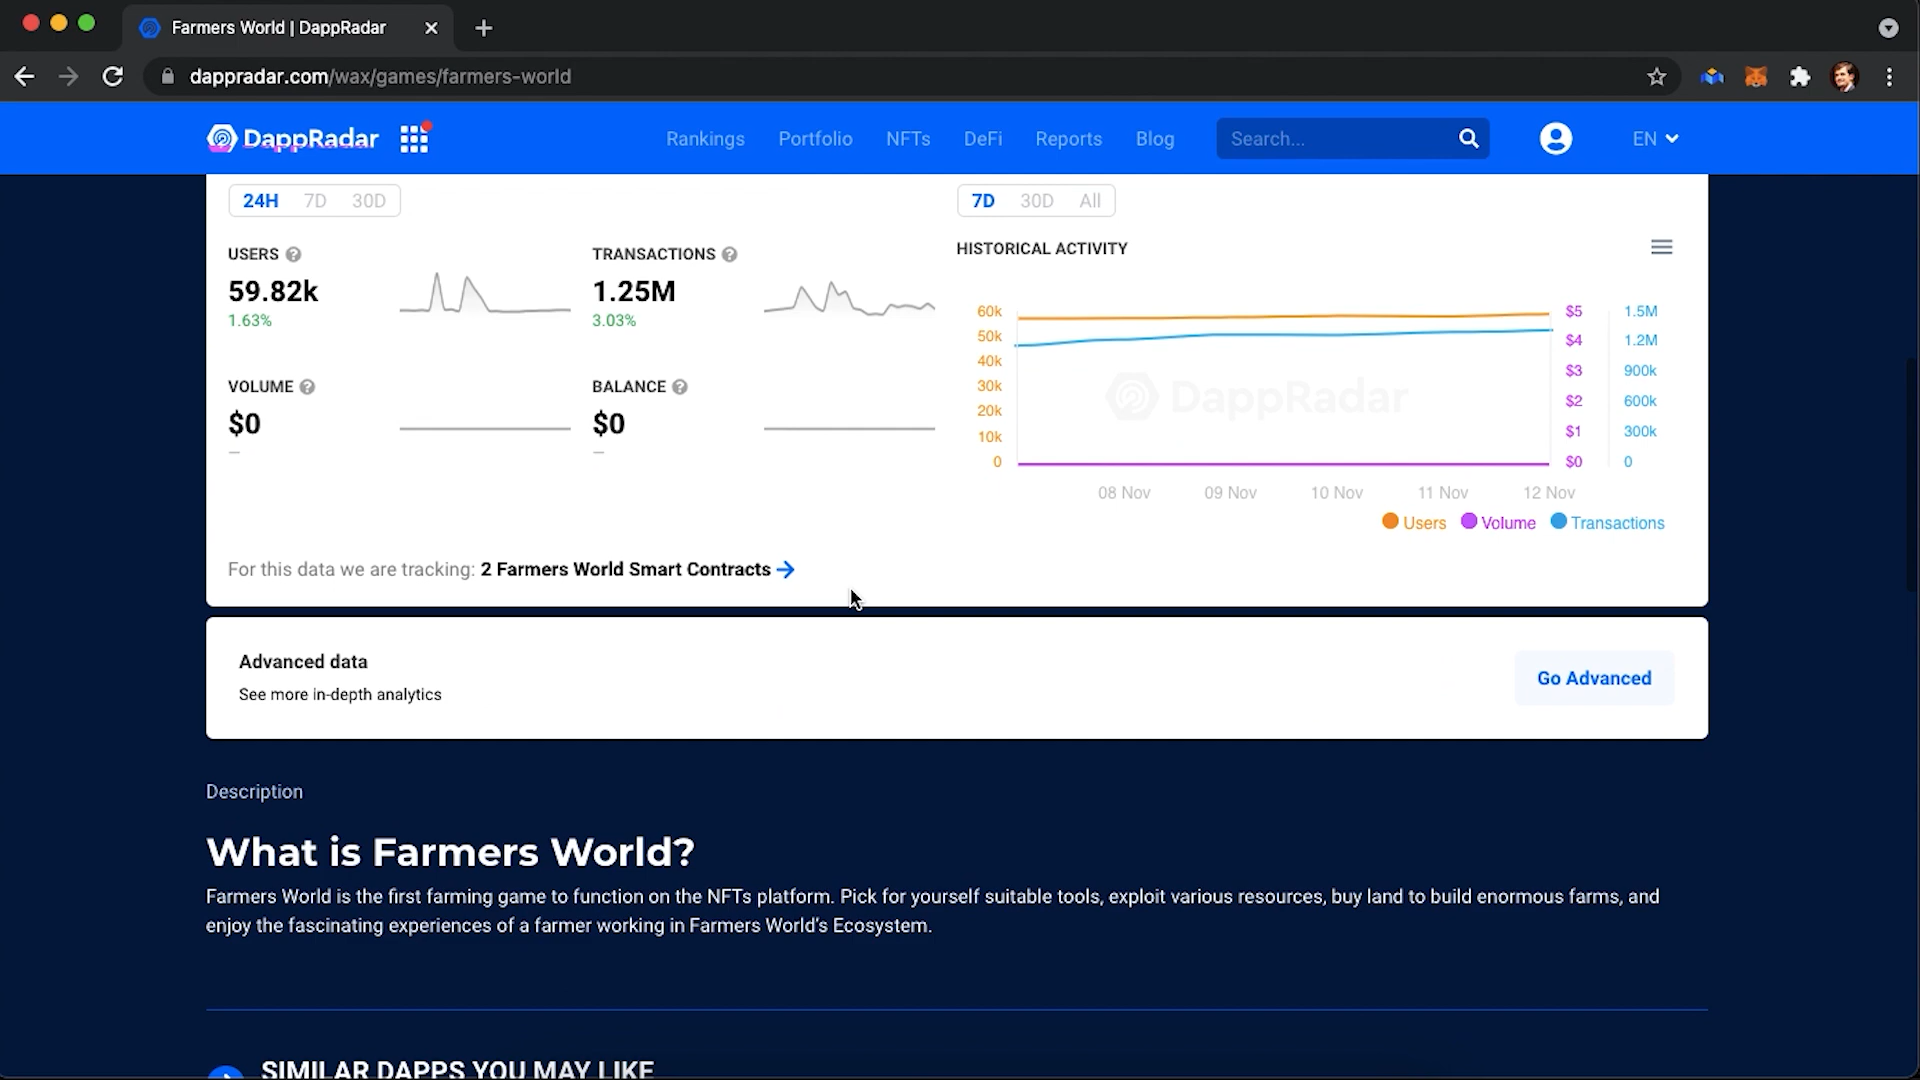 Farmers World | DappRadar
dappradar.com/wax/games/farmers-world
DappRadar
Rankings
Portfolio
NFTs
DeFi
Reports
Blog
Search...
EN
24H 7D 30D
7D 30D All
USERS
59.82k
1.63%
TRANSACTIONS
1.25M
3.03%
VOLUME
$0
–
BALANCE
$0
–
HISTORICAL ACTIVITY
60k
50k
40k
30k
20k
10k
0
DappRadar
$5
$4
$3
$2
$1
$0
1.5M
1.2M
900k
600k
300k
0
08 Nov 09 Nov 10 Nov 11 Nov 12 Nov
Users Volume Transactions
For this data we are tracking: 2 Farmers World Smart Contracts
Advanced data
See more in-depth analytics
Go Advanced
Description
What is Farmers World?
Farmers World is the first farming game to function on the NFTs platform. Pick for yourself suitable tools, exploit various resources, buy land to build enormous farms, and
enjoy the fascinating experiences of a farmer working in Farmers World's Ecosystem.
SIMILAR DAPPS YOU MAY LIKE